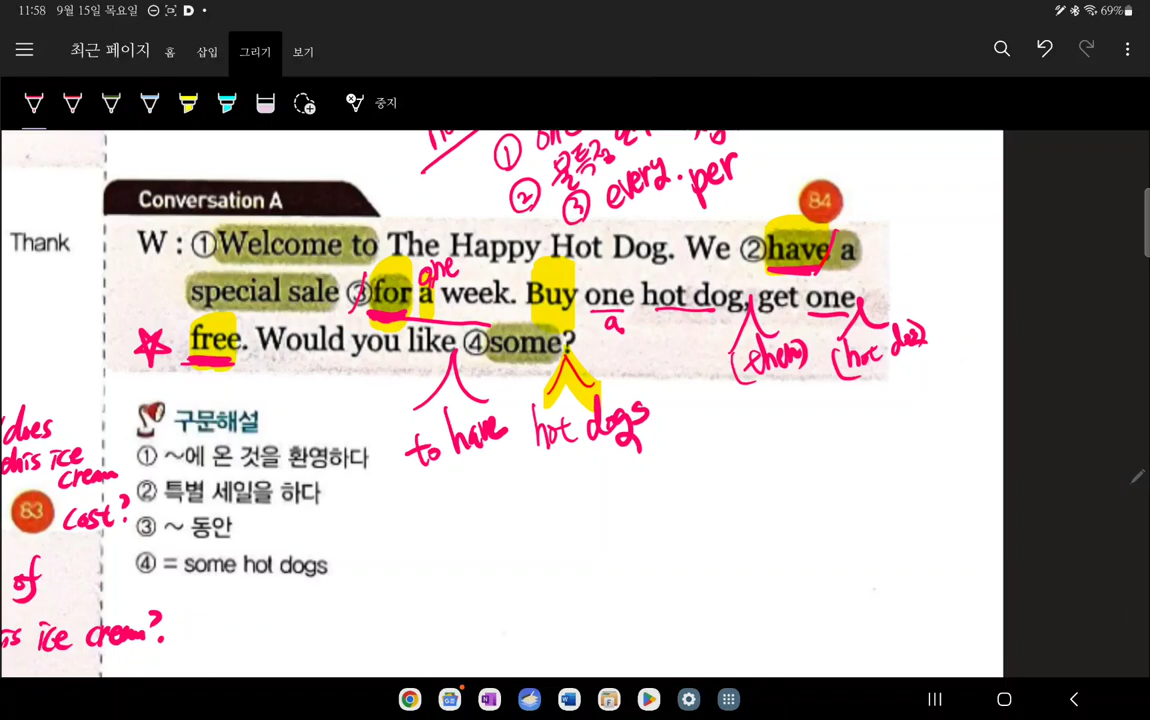 11:58 9월 15일 목요일 D 69%
최근 페이지 홈 삽입 그리기 보기
중지
①
② 물특정
③ every. per
Conversation A
84
Thank
W : ①Welcome to The Happy Hot Dog. We ②have a
one
special sale ③for a week. Buy one hot dog, get one
a
(then) (hot dog)
free. Would you like ④some?
to have hot dogs
구문해설
does
this ice
cream
cost?
① ~에 온 것을 환영하다
② 특별 세일을 하다
83
③ ~ 동안
④ = some hot dogs
of
is ice cream?